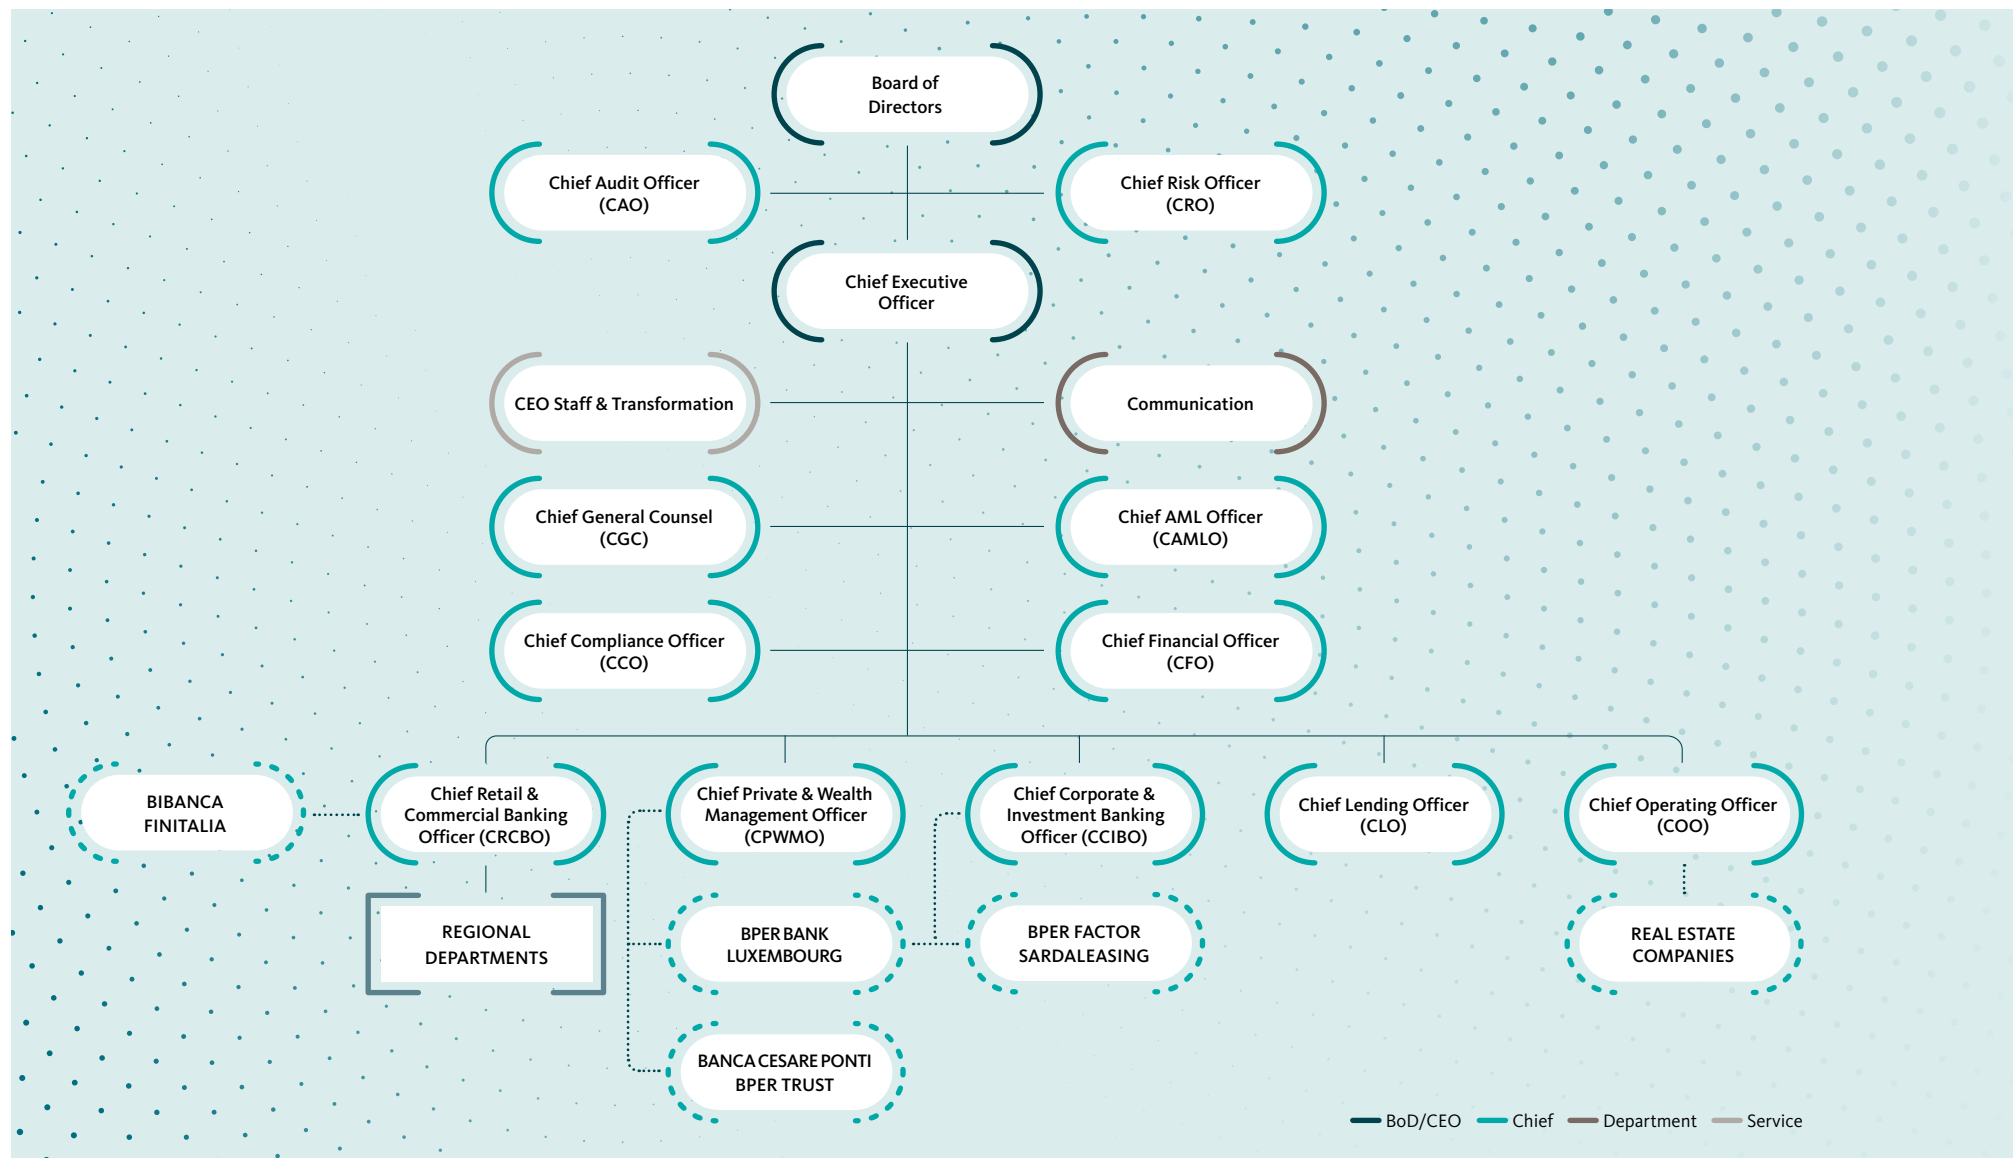 Board of
Directors
Chief Audit Officer
(CAO)
Chief Risk Officer
(CRO)
Chief Executive
Officer
CEO Staff & Transformation
Communication
Chief General Counsel
(CGC)
Chief AML Officer
(CAMLO)
Chief Compliance Officer
(CCO)
Chief Financial Officer
(CFO)
BIBANCA
FINITALIA
Chief Retail &
Commercial Banking
Officer (CRCBO)
Chief Private & Wealth
Management Officer
(CPWMO)
Chief Corporate &
Investment Banking
Officer (CCIBO)
Chief Lending Officer
(CLO)
Chief Operating Officer
(COO)
REGIONAL
DEPARTMENTS
BPER BANK
LUXEMBOURG
BPER FACTOR
SARDALEASING
REAL ESTATE
COMPANIES
BANCA CESARE PONTI
BPER TRUST
BoD/CEO
Chief
Department
Service